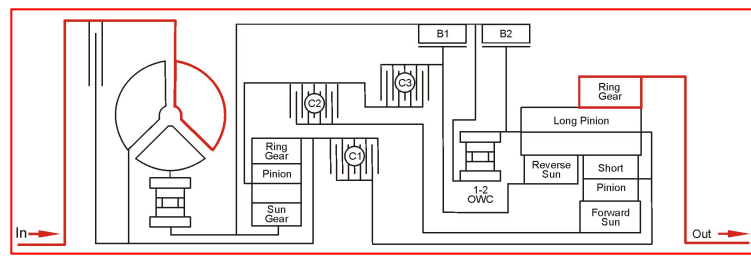 B1
B2
C3
C2
C1
Ring
Gear
Long Pinion
Ring
Gear
Pinion
Sun
Gear
1-2
OWC
Reverse
Sun
Short
Pinion
Forward
Sun
In
Out